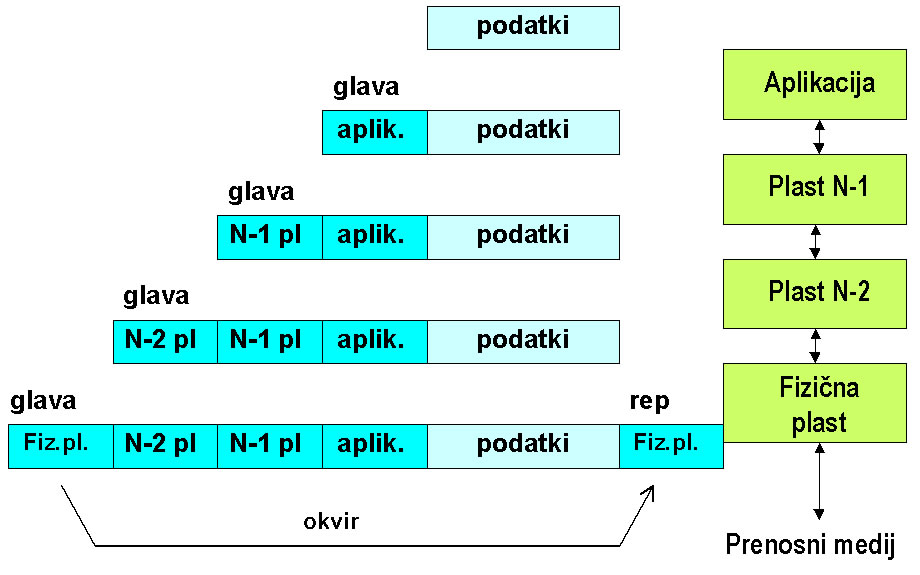 podatki
glava
aplik. podatki
glava
N-1 pl aplik. podatki
glava
N-2 pl N-1 pl aplik. podatki
glava rep
Fiz.pl. N-2 pl N-1 pl aplik. podatki Fiz.pl.
okvir
Aplikacija
Plast N-1
Plast N-2
Fizična
plast
Prenosni medij